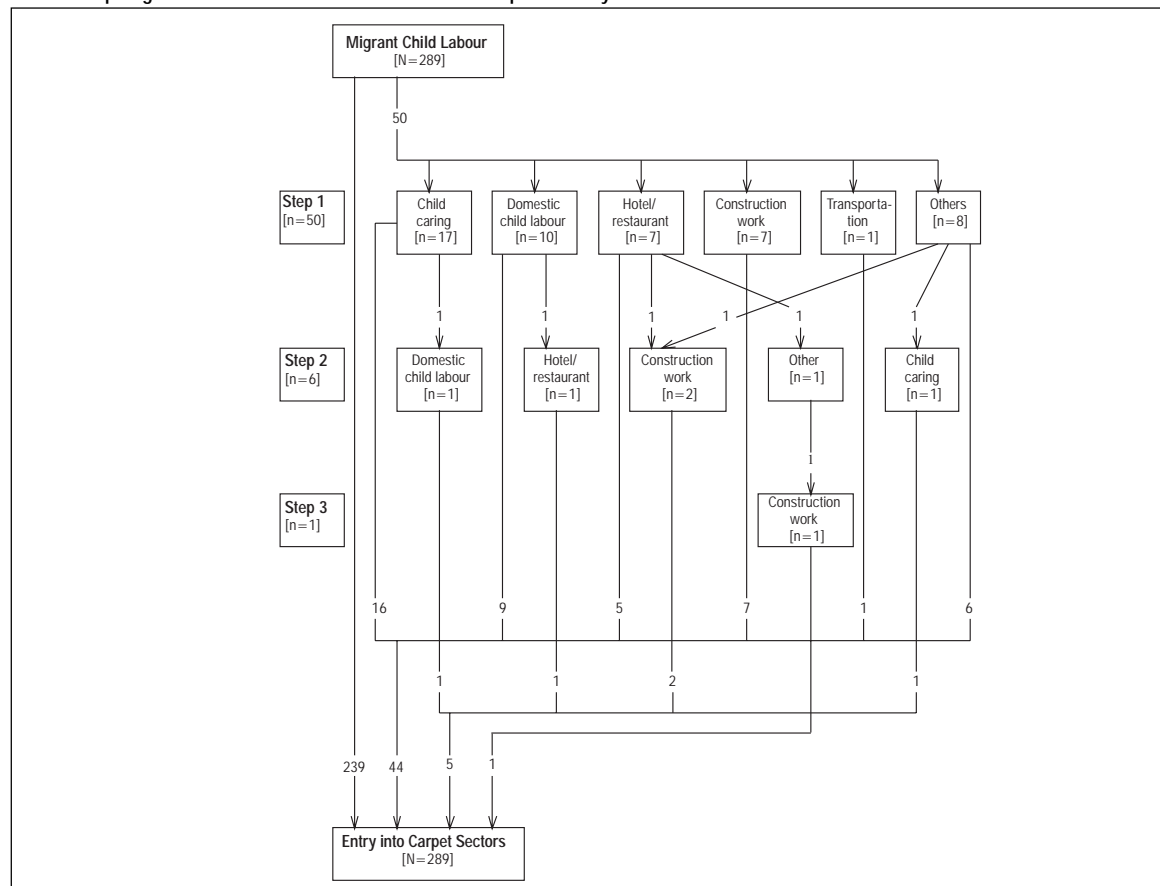 Migrant Child Labour
[N=289]
50
Step 1
[n=50]
Child
caring
[n=17]
Domestic
child labour
[n=10]
Hotel/
restaurant
[n=7]
Construction
work
[n=7]
Transporta-
tion
[n=1]
Others
[n=8]
1 1 1 1 1 1
Step 2
[n=6]
Domestic
child labour
[n=1]
Hotel/
restaurant
[n=1]
Construction
work
[n=2]
Other
[n=1]
Child
caring
[n=1]
1
Step 3
[n=1]
Construction
work
[n=1]
16 9 5 7 1 6
1 1 2 1
239 44 5 1
Entry into Carpet Sectors
[N=289]